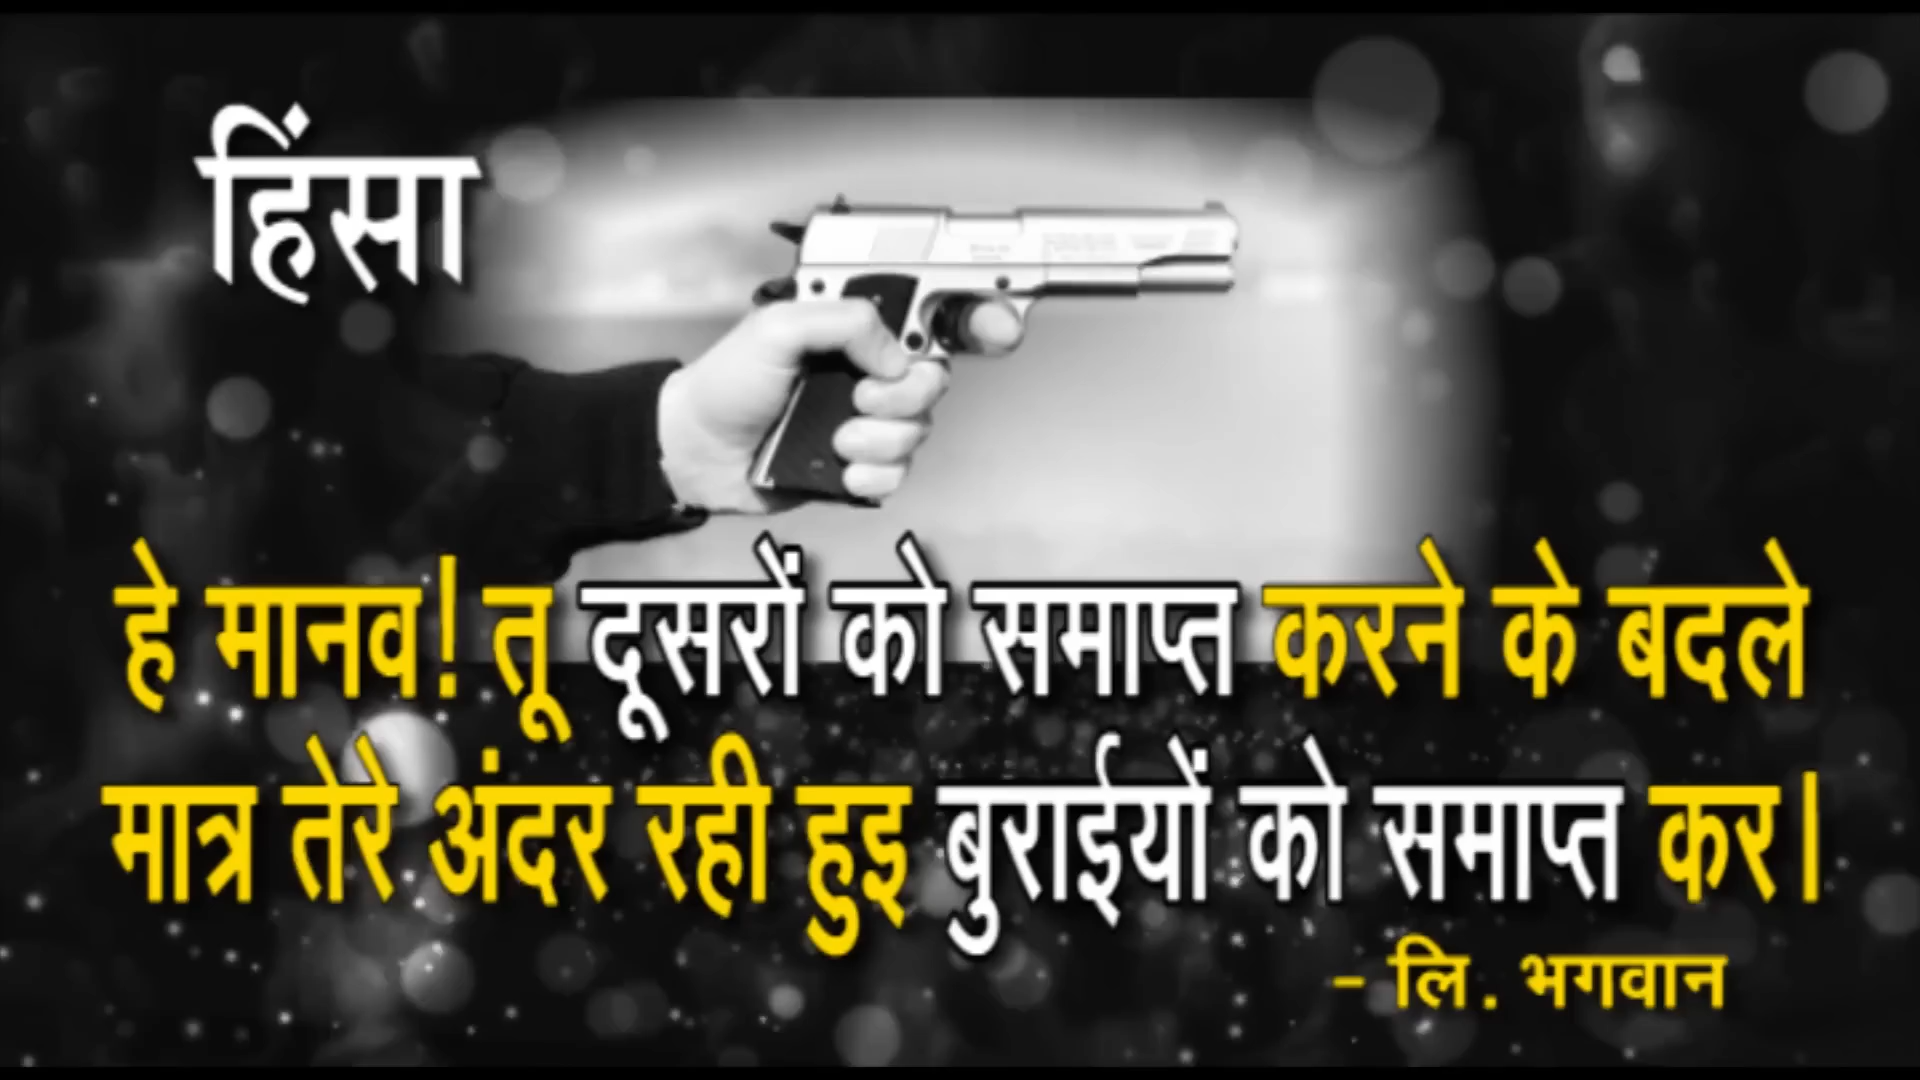 हिंसा
हे मानव! तू दूसरों को समाप्त करने के बदले
मात्र तेरे अंदर रही हुइ बुराईयों को समाप्त कर।
- लि. भगवान